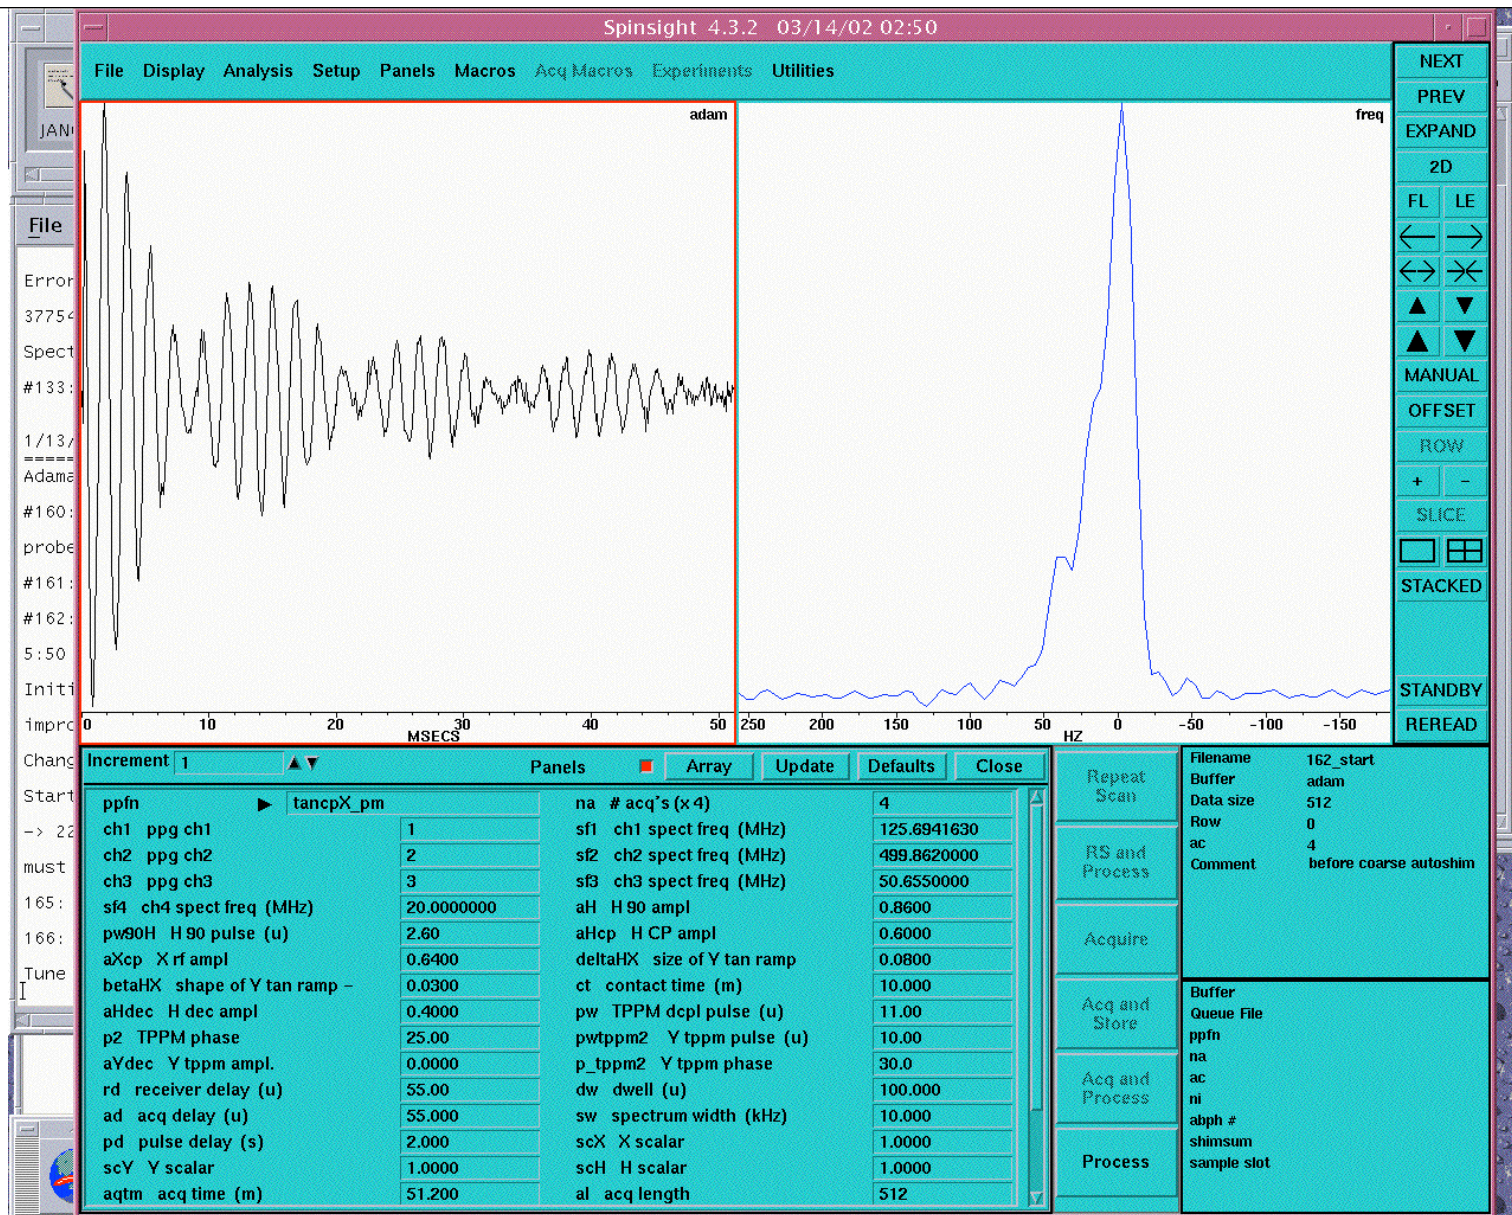 Spinsight 4.3.2 03/14/02 02:50
File Display Analysis Setup Panels Macros Acq Macros Experiments Utilities
JAN
File
Error
37754
Spect
#133:
1/13/
=====
Adama
#160:
probe
#161:
#162:
5:50
Initi
impro
Chang
Start
-> 22
must
165:
166:
Tune
adam
0 10 20 30 40 50
MSECS
freq
250 200 150 100 50 0 -50 -100 -150
HZ
NEXT
PREV
EXPAND
2D
FL LE
MANUAL
OFFSET
ROW
+ -
SLICE
STACKED
STANDBY
REREAD
Increment 1 Panels Array Update Defaults Close
ppfn tancpX_pm na # acq's (x 4) 4
ch1 ppg ch1 1 sf1 ch1 spect freq (MHz) 125.6941630
ch2 ppg ch2 2 sf2 ch2 spect freq (MHz) 499.8620000
ch3 ppg ch3 3 sf3 ch3 spect freq (MHz) 50.6550000
sf4 ch4 spect freq (MHz) 20.0000000 aH H 90 ampl 0.8600
pw90H H 90 pulse (u) 2.60 aHcp H CP ampl 0.6000
aXcp X rf ampl 0.6400 deltaHX size of Y tan ramp 0.0800
betaHX shape of Y tan ramp – 0.0300 ct contact time (m) 10.000
aHdec H dec ampl 0.4000 pw TPPM dcpl pulse (u) 11.00
p2 TPPM phase 25.00 pwtppm2 Y tppm pulse (u) 10.00
aYdec Y tppm ampl. 0.0000 p_tppm2 Y tppm phase 30.0
rd receiver delay (u) 55.00 dw dwell (u) 100.000
ad acq delay (u) 55.000 sw spectrum width (kHz) 10.000
pd pulse delay (s) 2.000 scX X scalar 1.0000
scY Y scalar 1.0000 scH H scalar 1.0000
aqtm acq time (m) 51.200 al acq length 512
Repeat
Scan
RS and
Process
Acquire
Acq and
Store
Acq and
Process
Process
Filename 162_start
Buffer adam
Data size 512
Row 0
ac 4
Comment before coarse autoshim
Buffer
Queue File
ppfn
na
ac
ni
abph #
shimsum
sample slot